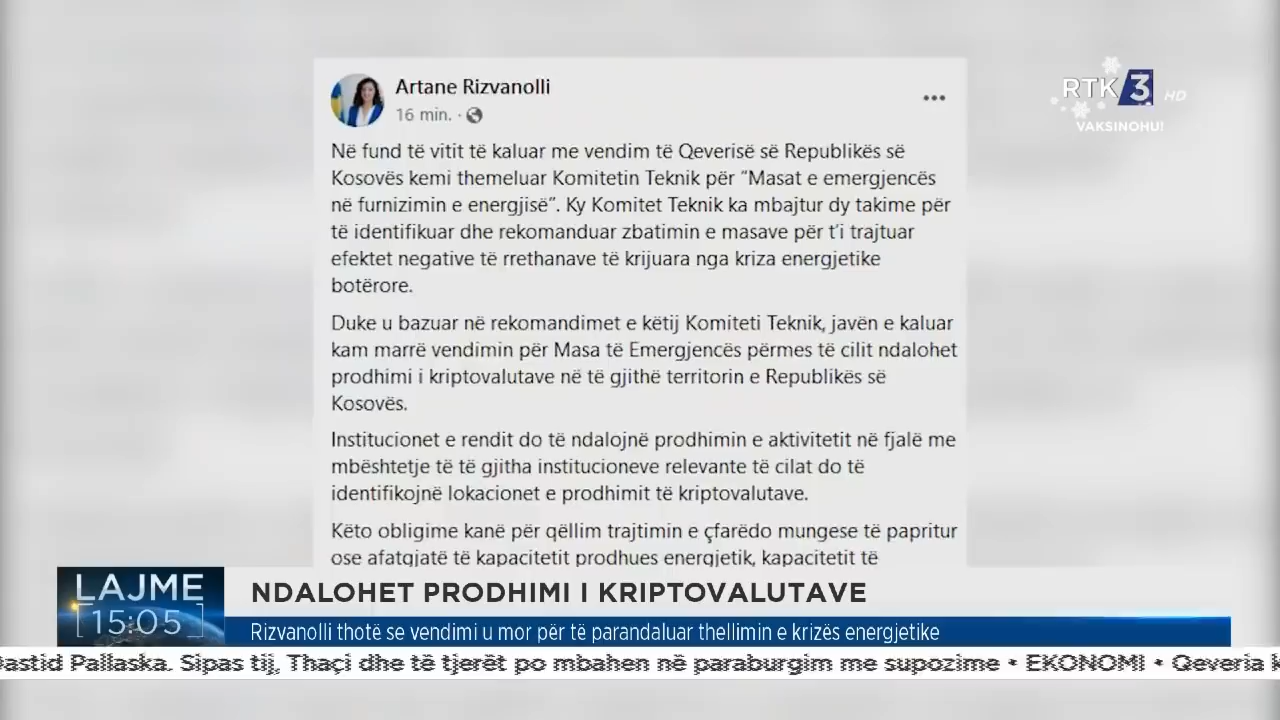 Artane Rizvanolli
16 min. ·
Në fund të vitit të kaluar me vendim të Qeverisë së Republikës së
Kosovës kemi themeluar Komitetin Teknik për “Masat e emergjencës
në furnizimin e energjisë”. Ky Komitet Teknik ka mbajtur dy takime për
të identifikuar dhe rekomanduar zbatimin e masave për t’i trajtuar
efektet negative të rrethanave të krijuara nga kriza energjetike
botërore.
Duke u bazuar në rekomandimet e këtij Komiteti Teknik, javën e kaluar
kam marrë vendimin për Masa të Emergjencës përmes të cilit ndalohet
prodhimi i kriptovalutave në të gjithë territorin e Republikës së
Kosovës.
Institucionet e rendit do të ndalojnë prodhimin e aktivitetit në fjalë me
mbështetje të të gjitha institucioneve relevante të cilat do të
identifikojnë lokacionet e prodhimit të kriptovalutave.
Këto obligime kanë për qëllim trajtimin e çfarëdo mungese të papritur
ose afatgjatë të kapacitetit prodhues energjetik, kapacitetit të
RTK 3 HD
VAKSINOHU!
LAJME
15:05
NDALOHET PRODHIMI I KRIPTOVALUTAVE
Rizvanolli thotë se vendimi u mor për të parandaluar thellimin e krizës energjetike
Pallaska. Sipas tij, Thaçi dhe të tjerët po mbahen në paraburgim me supozime • EKONOMI • Qeveria